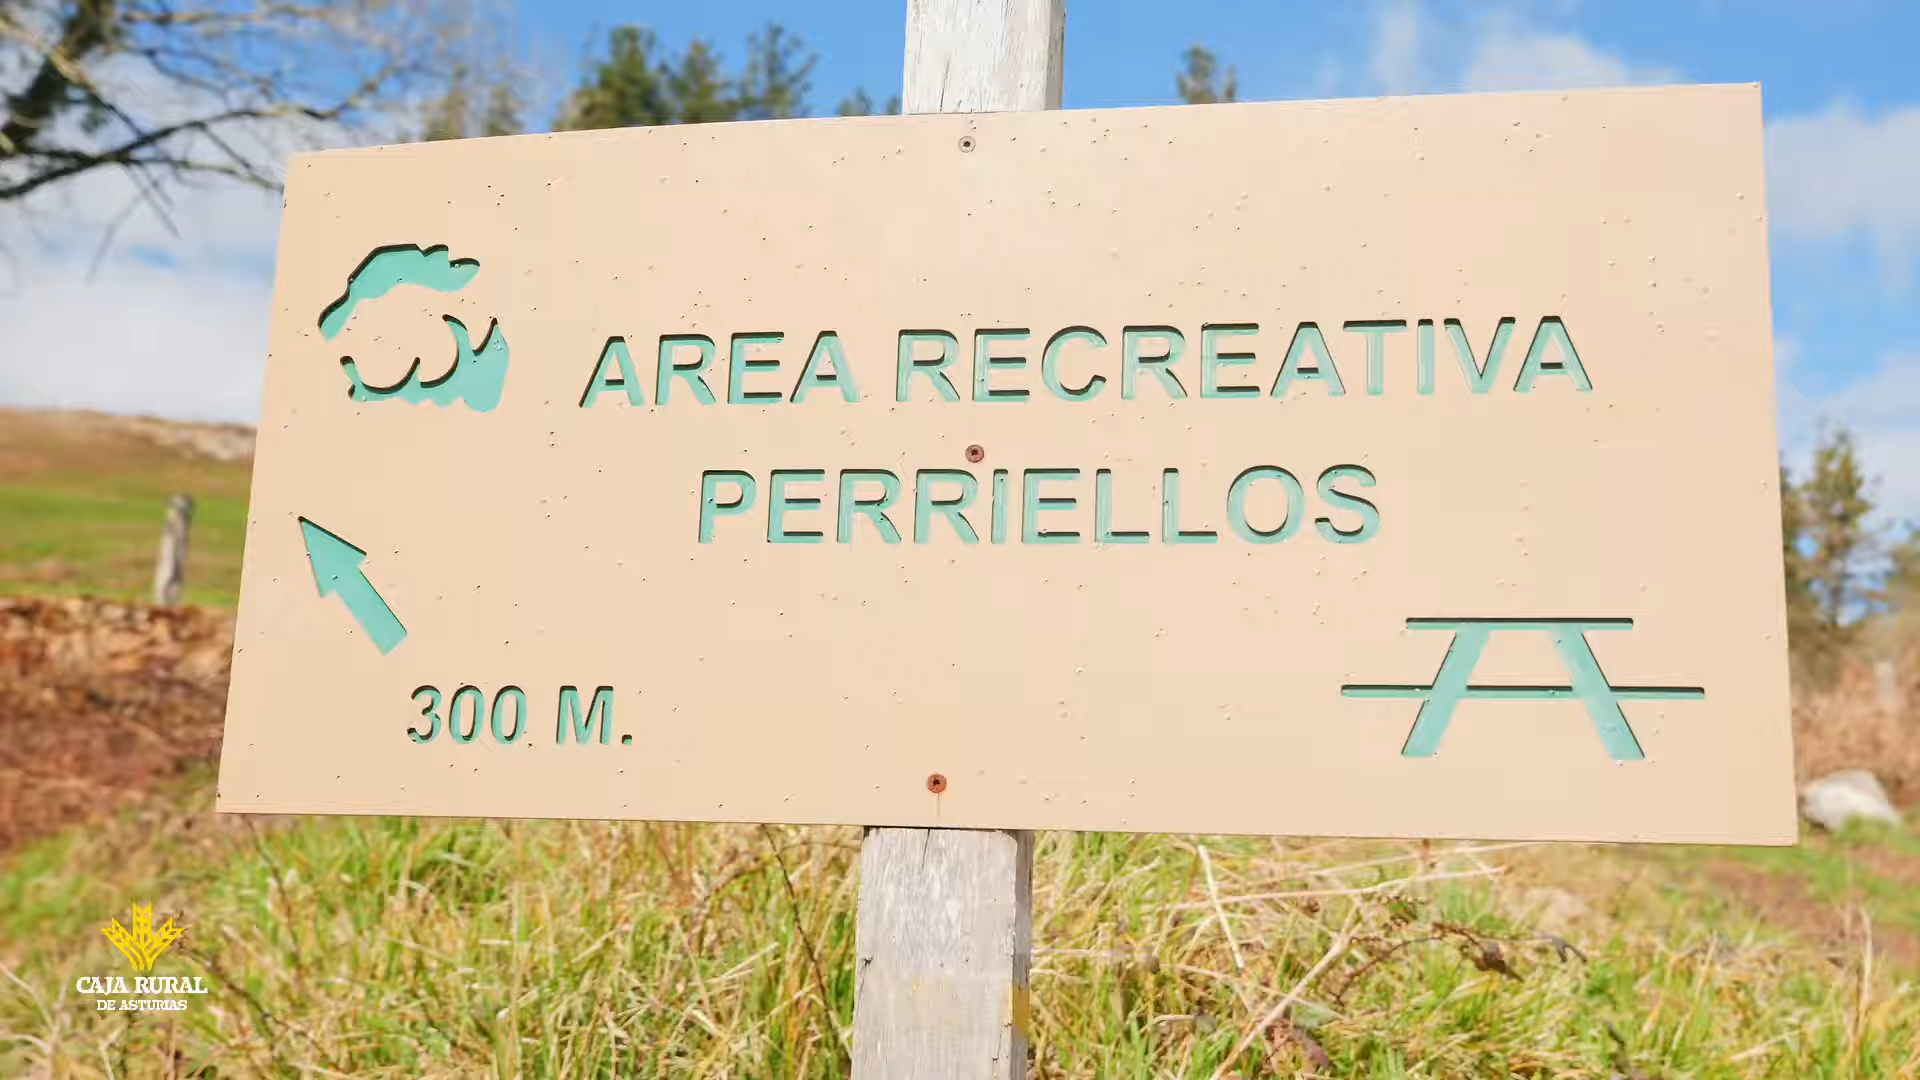 AREA RECREATIVA
PERRIELLOS
300 M.
CAJA RURAL
DE ASTURIAS